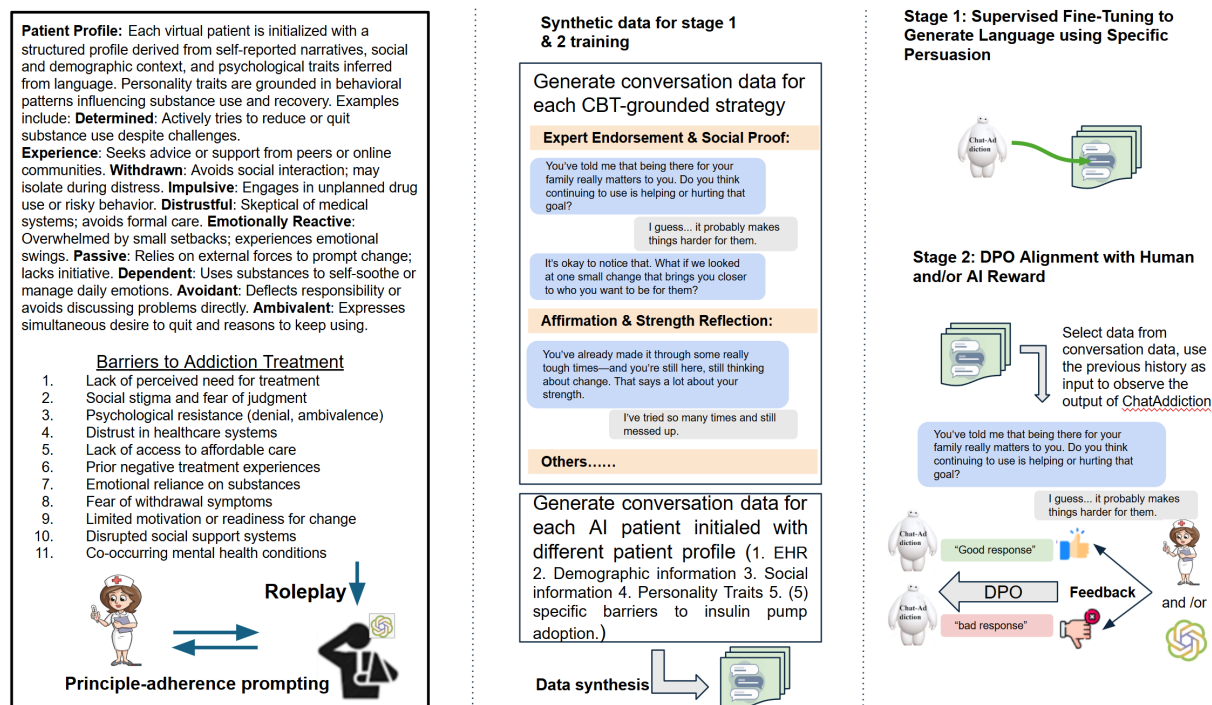 Patient Profile: Each virtual patient is initialized with a
structured profile derived from self-reported narratives, social
and demographic context, and psychological traits inferred
from language. Personality traits are grounded in behavioral
patterns influencing substance use and recovery. Examples
include: Determined: Actively tries to reduce or quit
substance use despite challenges.
Experience: Seeks advice or support from peers or online
communities. Withdrawn: Avoids social interaction; may
isolate during distress. Impulsive: Engages in unplanned drug
use or risky behavior. Distrustful: Skeptical of medical
systems; avoids formal care. Emotionally Reactive:
Overwhelmed by small setbacks; experiences emotional
swings. Passive: Relies on external forces to prompt change;
lacks initiative. Dependent: Uses substances to self-soothe or
manage daily emotions. Avoidant: Deflects responsibility or
avoids discussing problems directly. Ambivalent: Expresses
simultaneous desire to quit and reasons to keep using.
Barriers to Addiction Treatment
1. Lack of perceived need for treatment
2. Social stigma and fear of judgment
3. Psychological resistance (denial, ambivalence)
4. Distrust in healthcare systems
5. Lack of access to affordable care
6. Prior negative treatment experiences
7. Emotional reliance on substances
8. Fear of withdrawal symptoms
9. Limited motivation or readiness for change
10. Disrupted social support systems
11. Co-occurring mental health conditions
Roleplay
Principle-adherence prompting
Synthetic data for stage 1
& 2 training
Generate conversation data for
each CBT-grounded strategy
Expert Endorsement & Social Proof:
You've told me that being there for your
family really matters to you. Do you think
continuing to use is helping or hurting that
goal?
I guess... it probably makes
things harder for them.
It's okay to notice that. What if we looked
at one small change that brings you closer
to who you want to be for them?
Affirmation & Strength Reflection:
You've already made it through some really
tough times—and you're still here, still thinking
about change. That says a lot about your
strength.
I've tried so many times and still
messed up.
Others……
Generate conversation data for
each AI patient initialed with
different patient profile (1. EHR
2. Demographic information 3. Social
information 4. Personality Traits 5. (5)
specific barriers to insulin pump
adoption.)
Data synthesis
Stage 1: Supervised Fine-Tuning to
Generate Language using Specific
Persuasion
Chat-Ad
diction
Stage 2: DPO Alignment with Human
and/or AI Reward
Select data from
conversation data, use
the previous history as
input to observe the
output of ChatAddiction
You've told me that being there for your
family really matters to you. Do you think
continuing to use is helping or hurting that
goal?
I guess... it probably makes
things harder for them.
Chat-Ad
diction
“Good response”
DPO
Feedback
and /or
Chat-Ad
diction
“bad response”